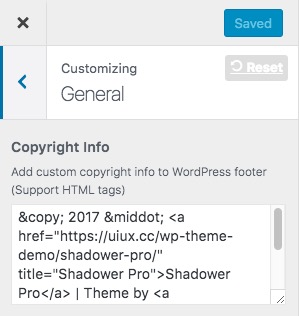 Saved
Customizing
Reset
General
Copyright Info
Add custom copyright info to WordPress footer
(Support HTML tags)
&copy; 2017 &middot; <a
href="https://uiux.cc/wp-theme-
demo/shadower-pro/"
title="Shadower Pro">Shadower
Pro</a> | Theme by <a